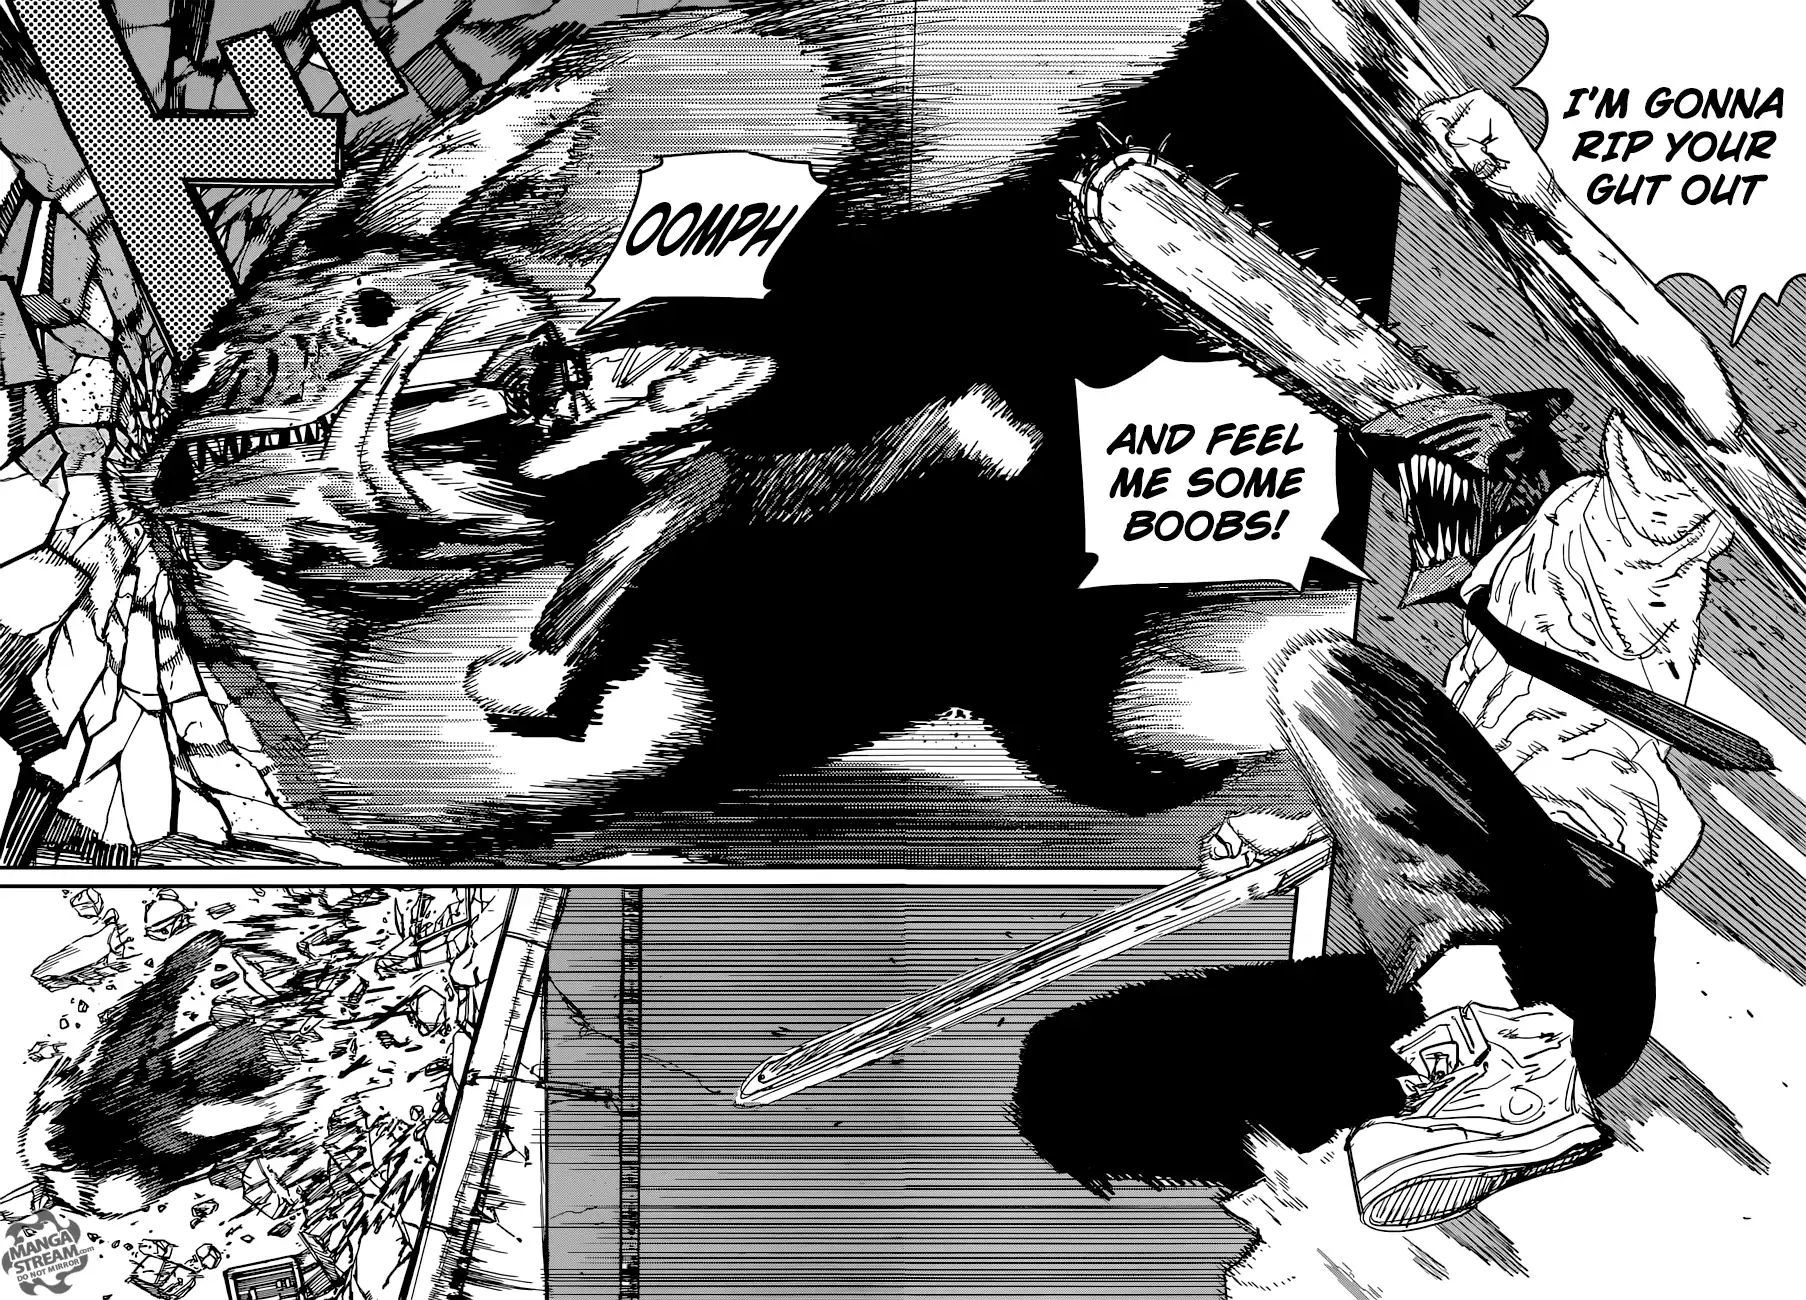 I'M GONNA
RIP YOUR
GUT OUT
AND FEEL
ME SOME
BOOBS!
OOMPH
MANGA
STREAM.com
DO NOT MIRROR